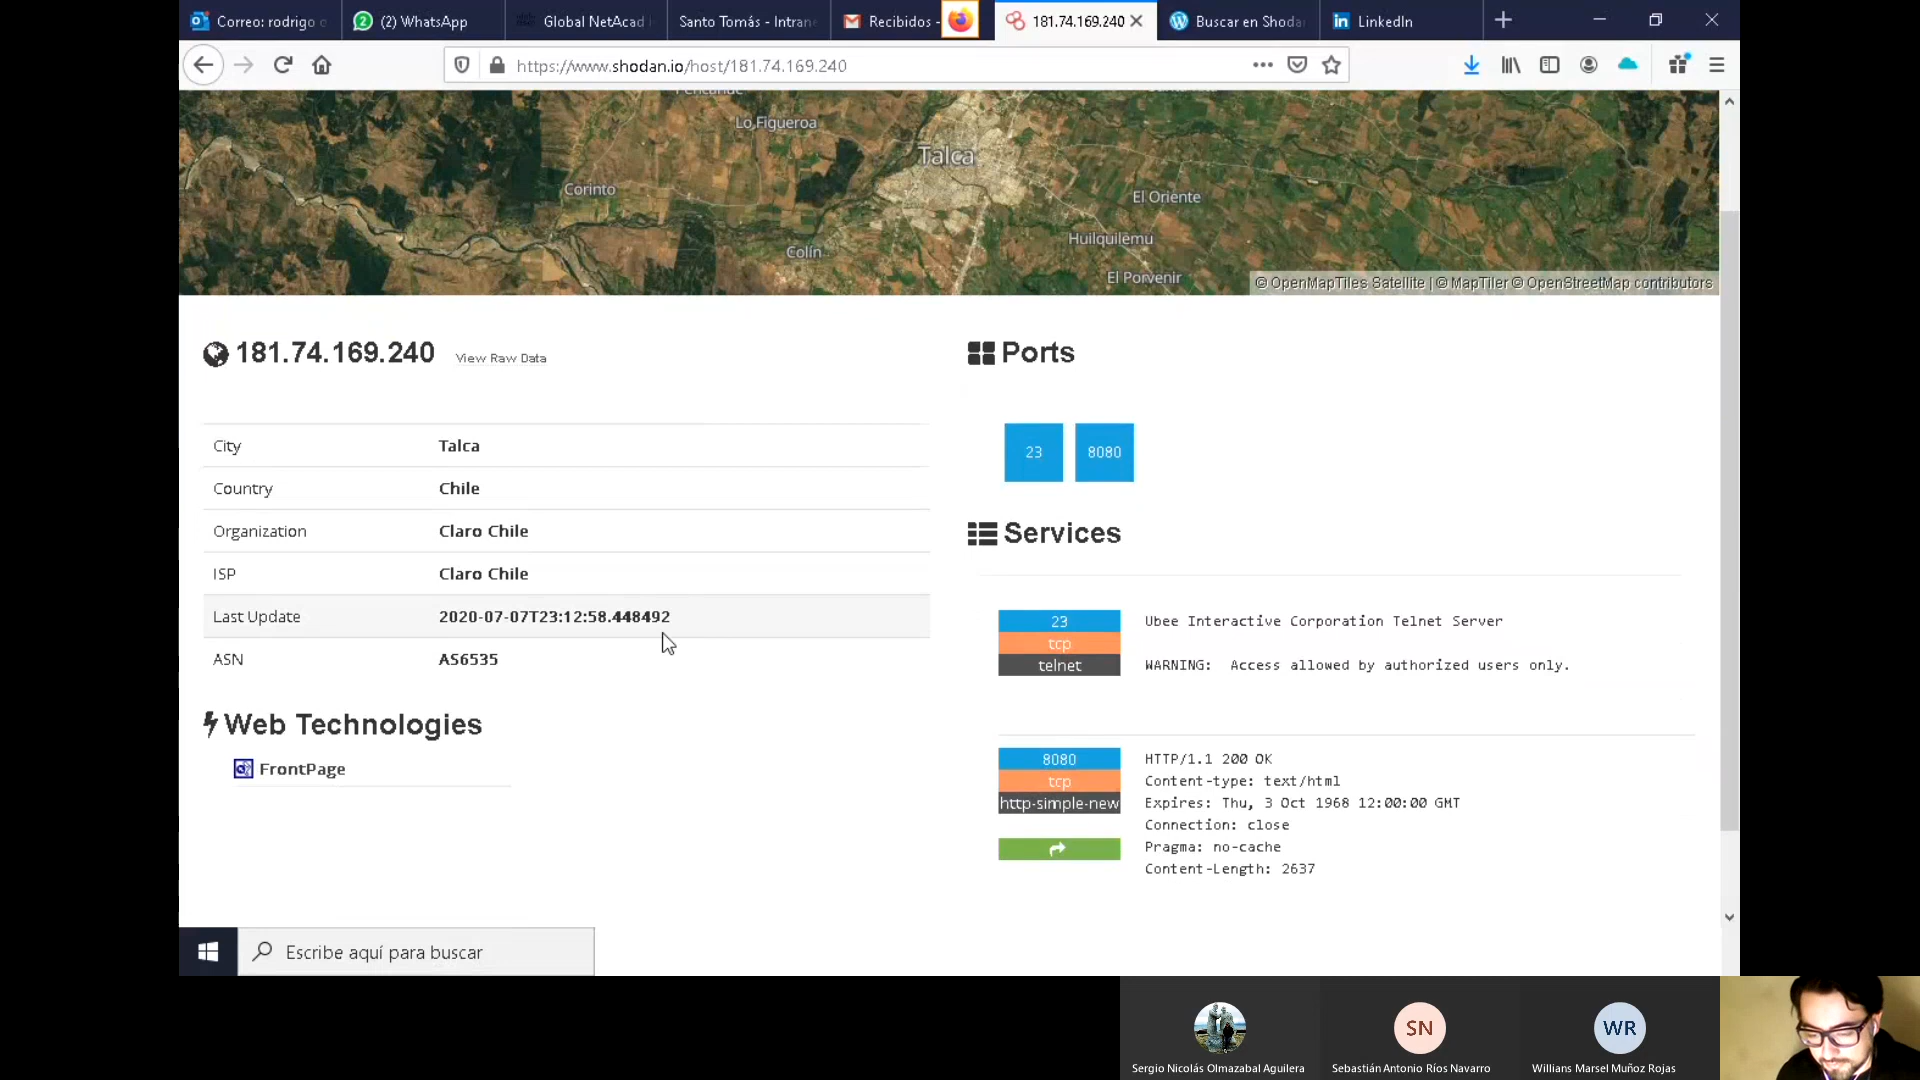 Correo: rodrigo
(2) WhatsApp
Global NetAcad
Santo Tomás - Intran
Recibidos -
181.74.169.240
Buscar en Shoda
LinkedIn
https://www.shodan.io/host/181.74.169.240
Lo Figueroa
Talca
Corinto
El Oriente
Huilquilemu
Colín
El Porvenir
© OpenMapTiles Satellite | © MapTiler © OpenStreetMap contributors
181.74.169.240 View Raw Data
City Talca
Country Chile
Organization Claro Chile
ISP Claro Chile
Last Update 2020-07-07T23:12:58.448492
ASN AS6535
Web Technologies
FrontPage
Ports
23 8080
Services
23
tcp
telnet
Ubee Interactive Corporation Telnet Server
WARNING: Access allowed by authorized users only.
8080
tcp
http-simple-new
HTTP/1.1 200 OK
Content-type: text/html
Expires: Thu, 3 Oct 1968 12:00:00 GMT
Connection: close
Pragma: no-cache
Content-Length: 2637
Escribe aquí para buscar
SN
WR
Sergio Nicolás Olmazabal Aguilera
Sebastián Antonio Ríos Navarro
Willians Marsel Muñoz Rojas